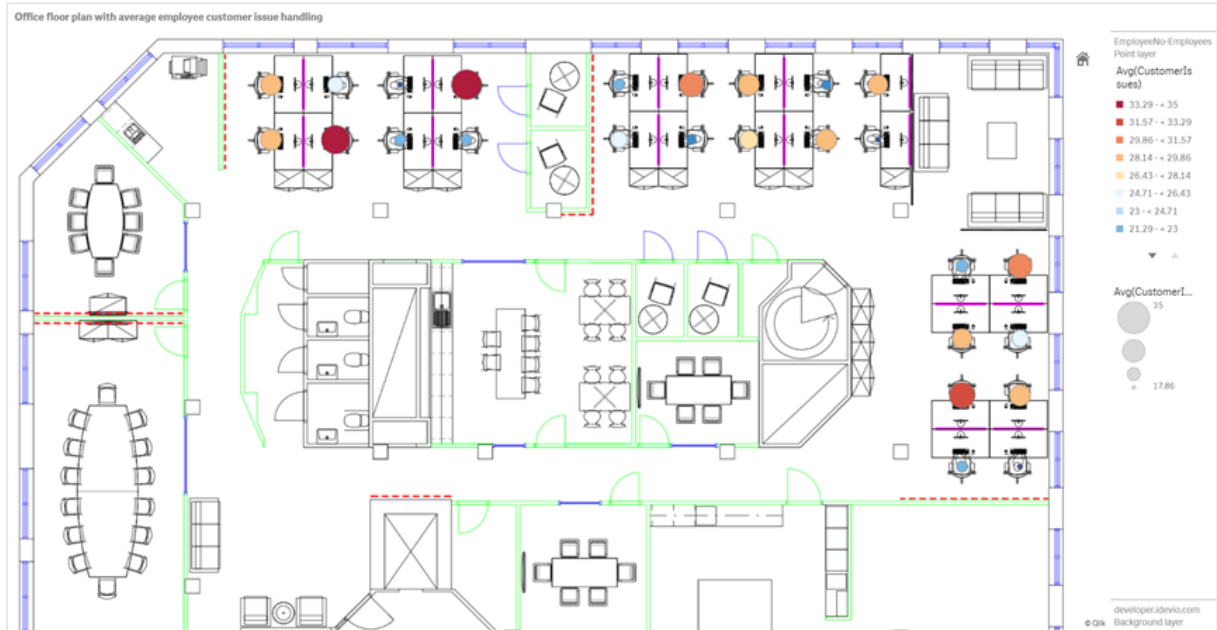 Office floor plan with average employee customer issue handling
EmployeeNo-Employees
Point layer
Avg(CustomerIs
sues)
33.29 - < 35
31.57 - < 33.29
29.86 - < 31.57
28.14 - < 29.86
26.43 - < 28.14
24.71 - < 26.43
23 - < 24.71
21.29 - < 23
Avg(CustomerI...
35
17.86
developer.idevio.com
© Qlik Background layer